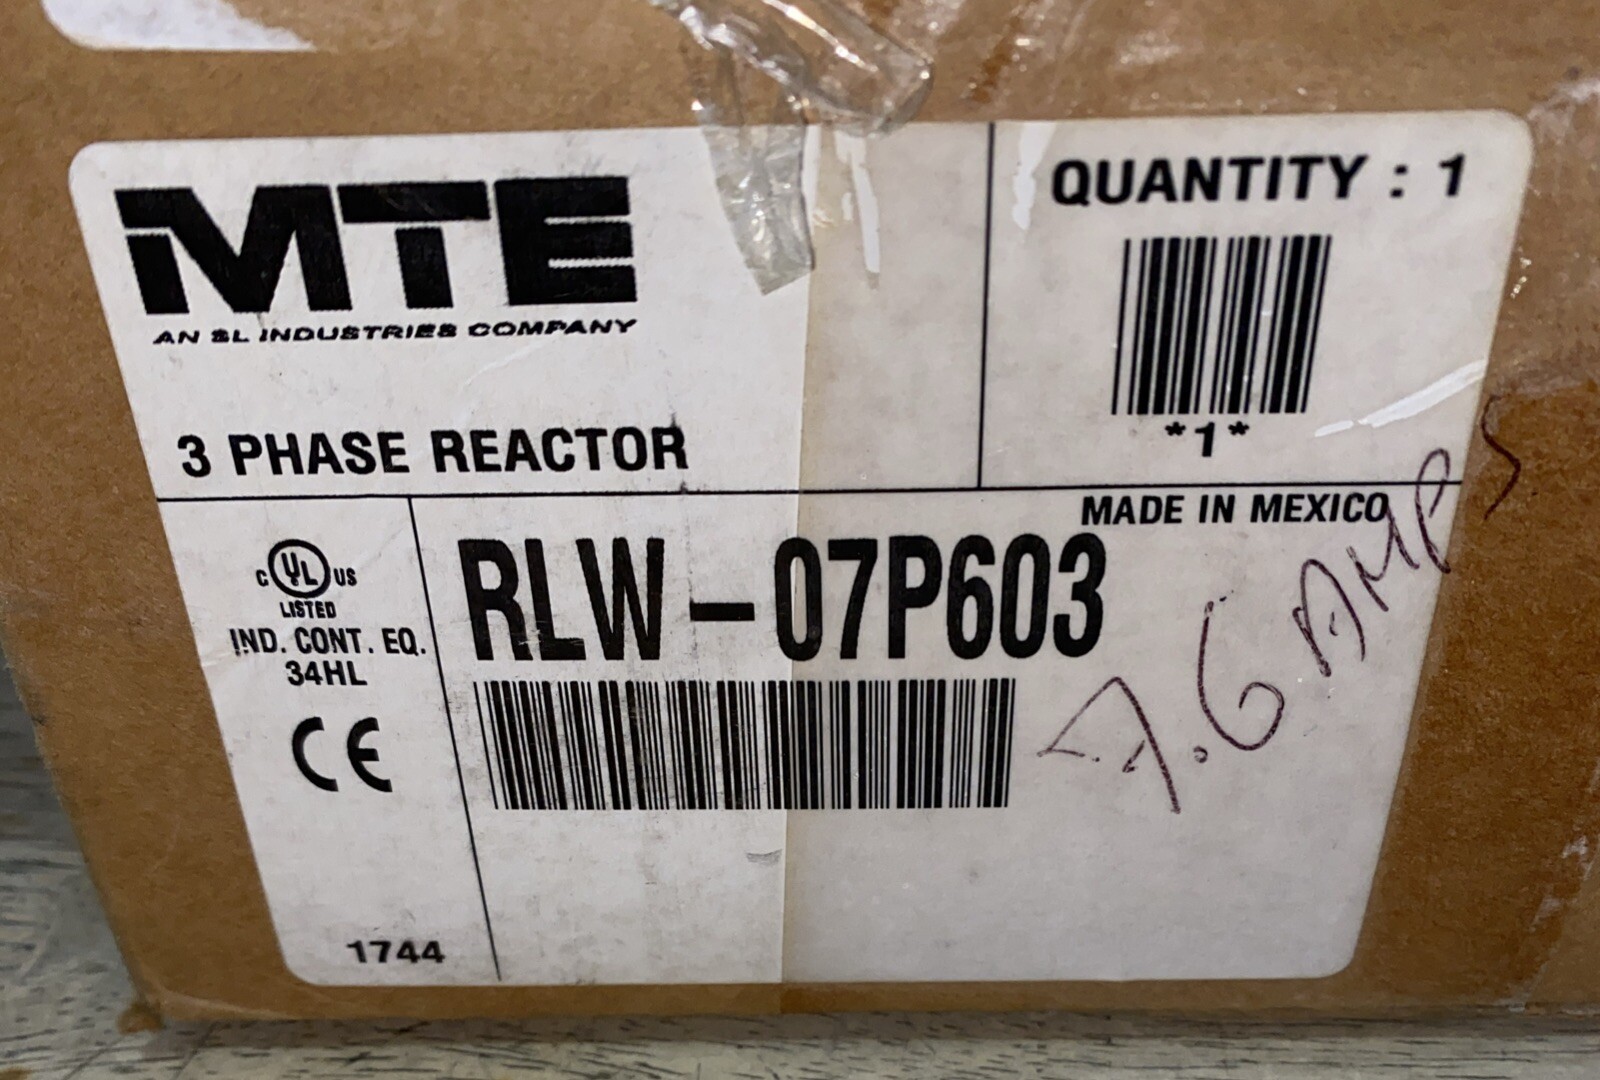 MTE
AN SL INDUSTRIES COMPANY
QUANTITY : 1
*1*
3 PHASE REACTOR
MADE IN MEXICO
C UL US
LISTED
IND. CONT. EQ.
34HL
CE
RLW-07P603
7.6 AMPS
1744